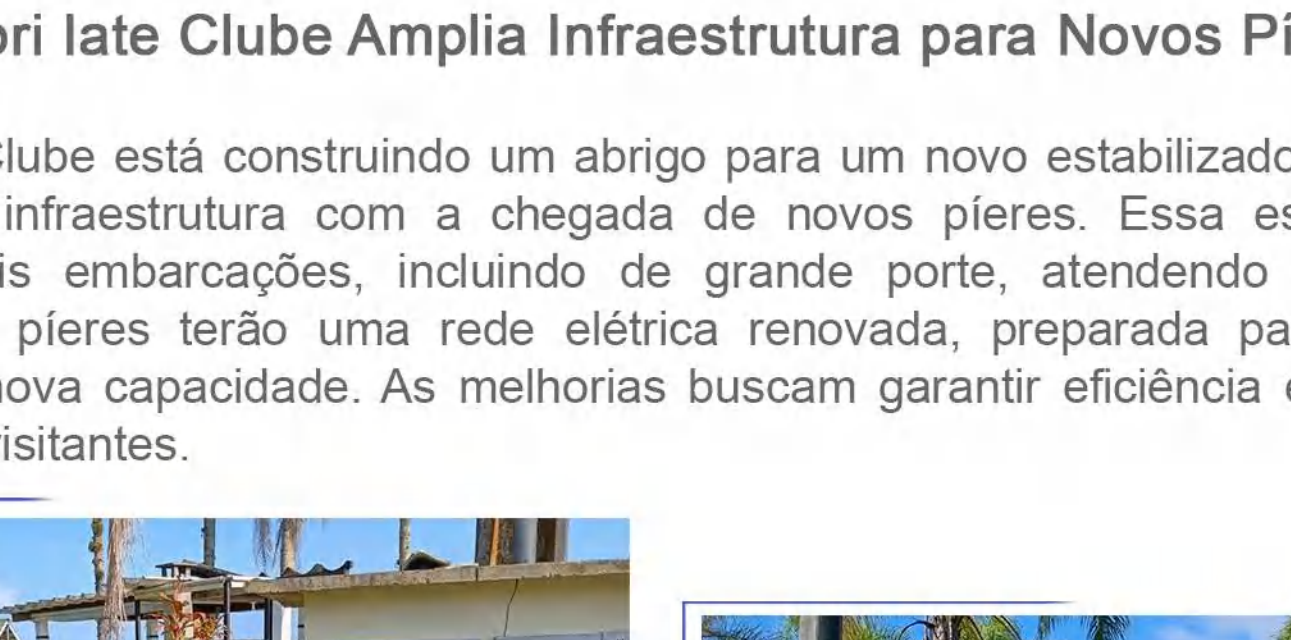 ori Iate Clube Amplia Infraestrutura para Novos Pí
Clube está construindo um abrigo para um novo estabilizado
infraestrutura com a chegada de novos píeres. Essa es
is embarcações, incluindo de grande porte, atendendo
píeres terão uma rede elétrica renovada, preparada pa
nova capacidade. As melhorias buscam garantir eficiência e
visitantes.